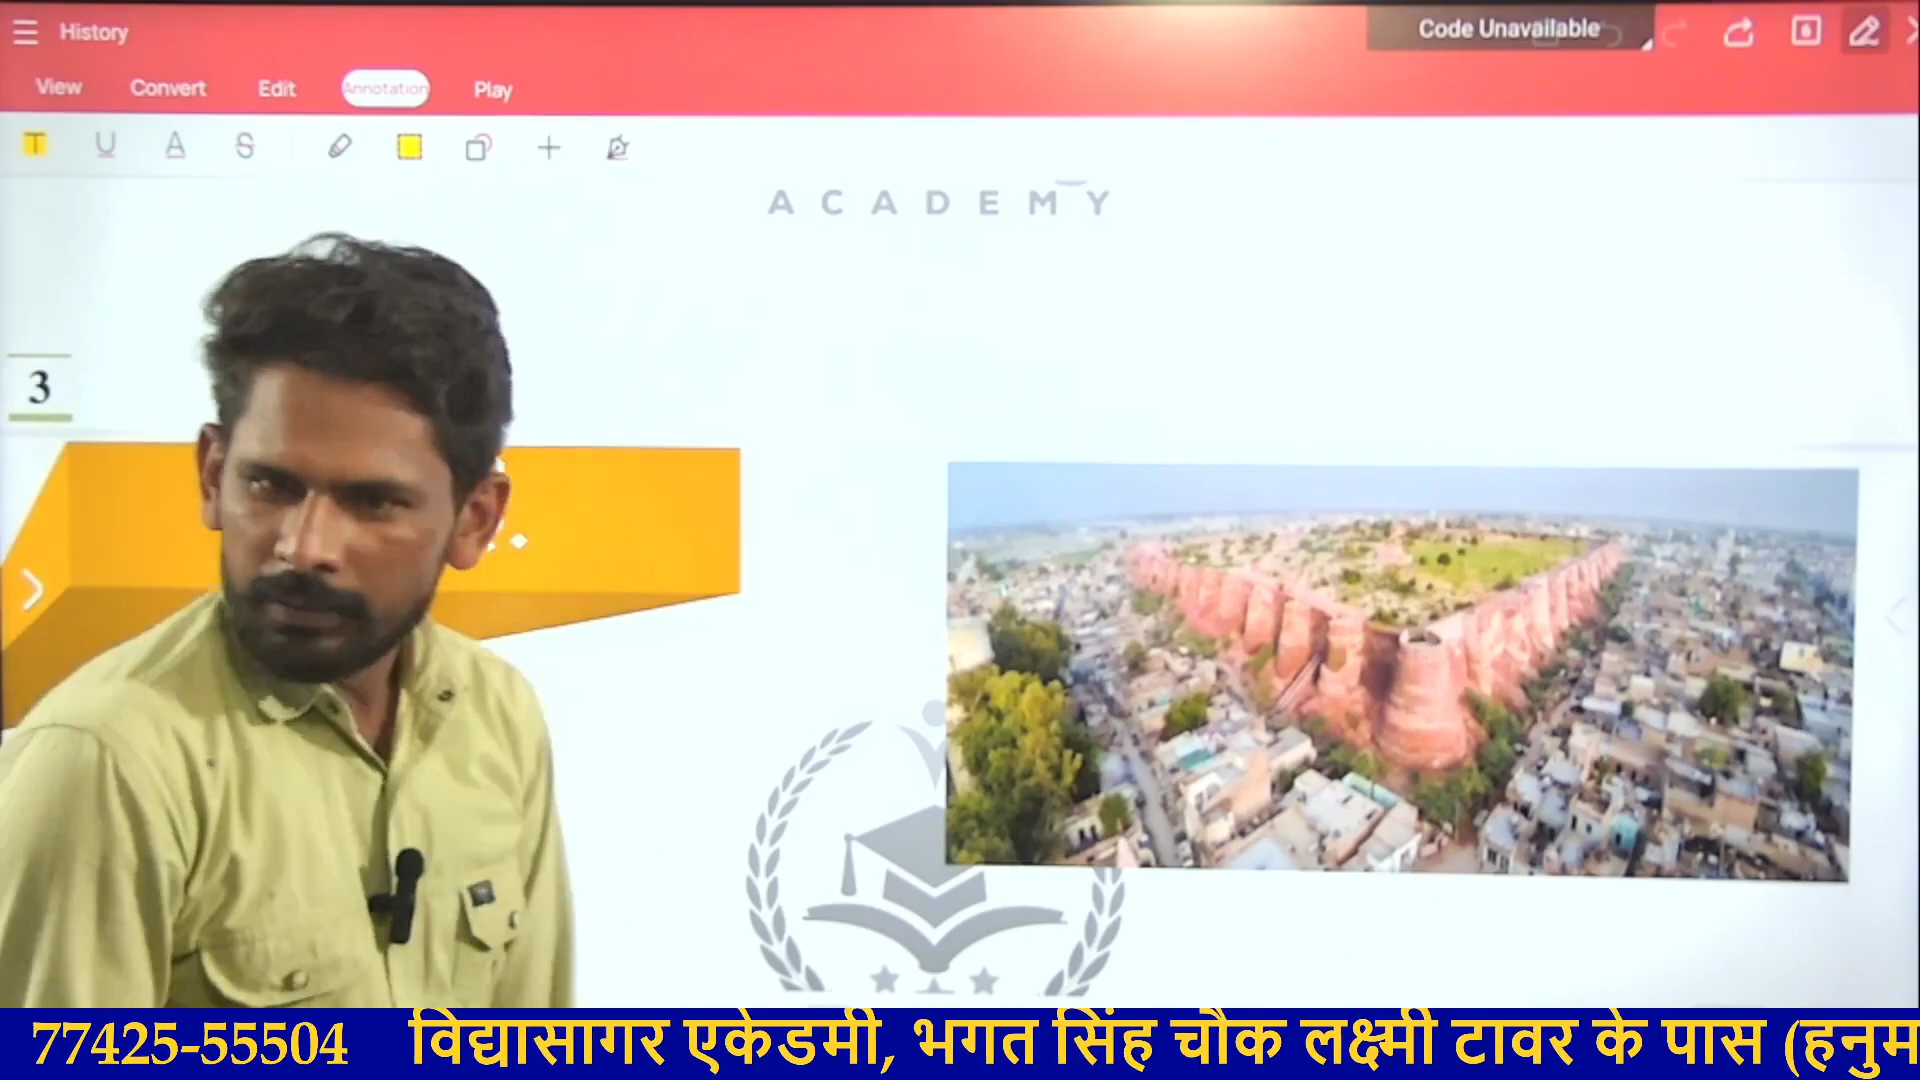 History
Code Unavailable
View Convert Edit Annotation Play
T U A S
ACADEMY
3
77425-55504 विद्यासागर एकेडमी, भगत सिंह चौक लक्ष्मी टावर के पास (हनुम